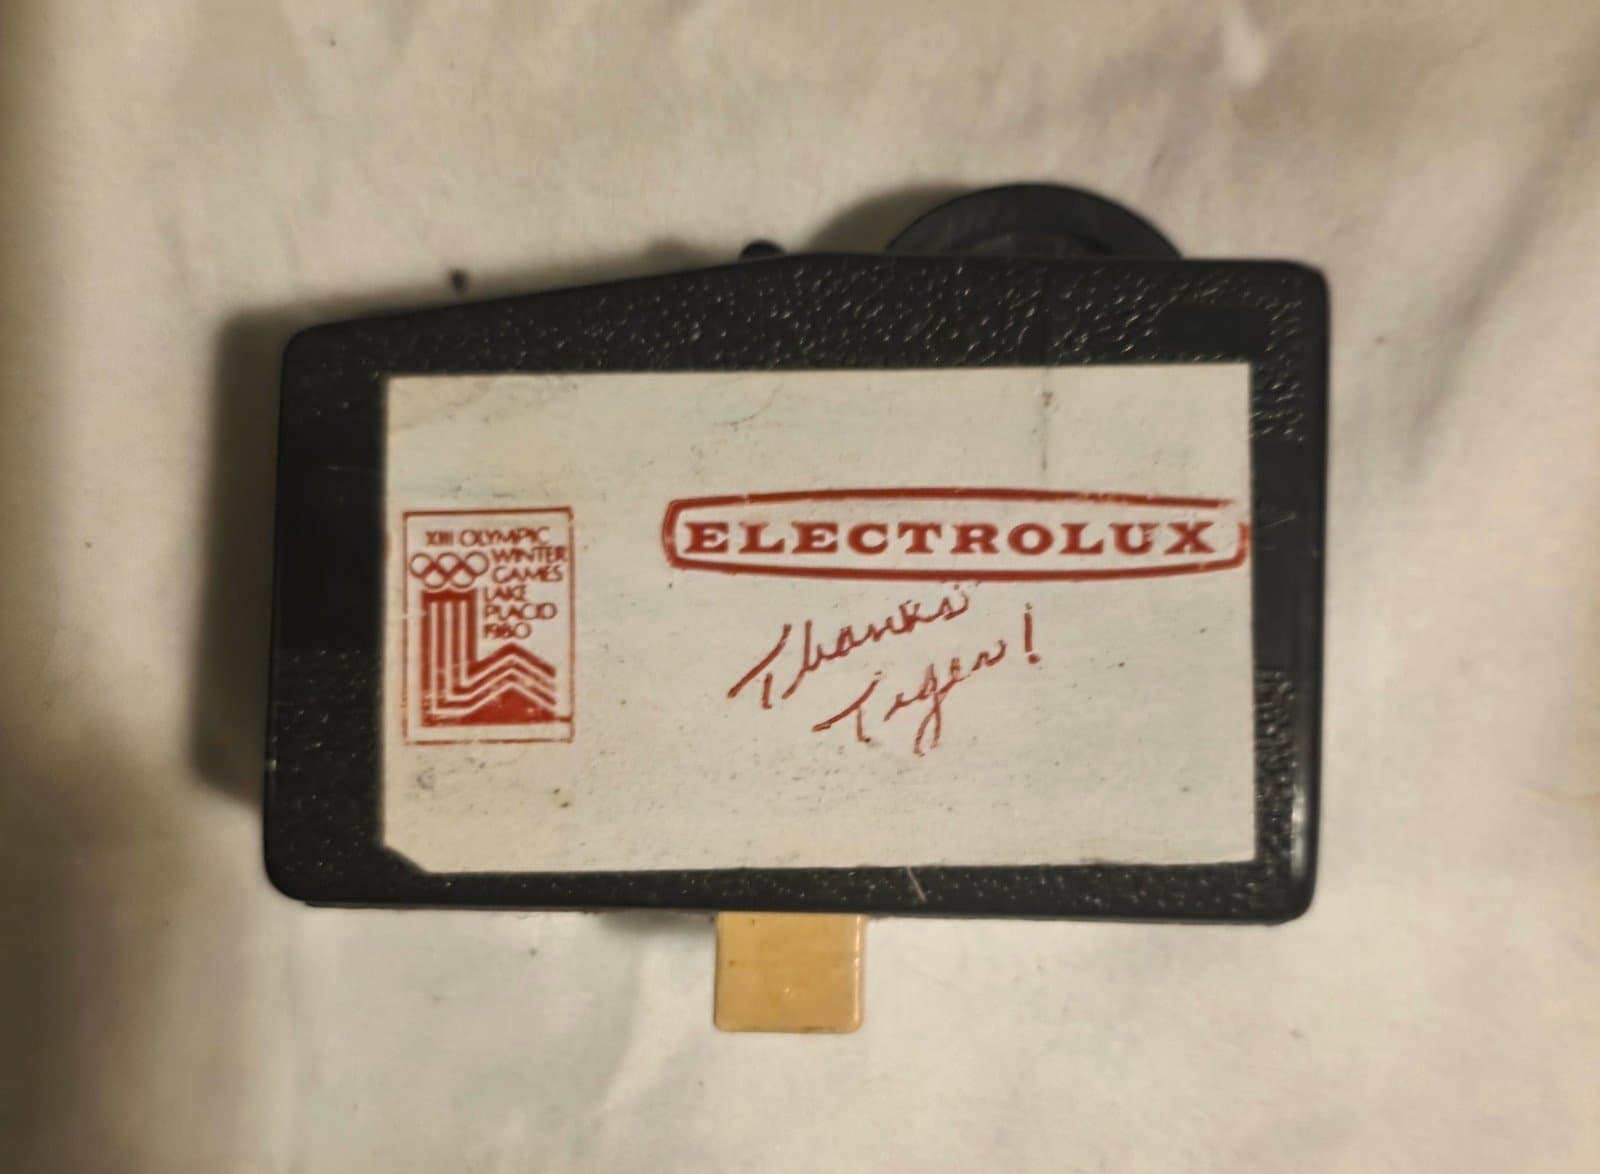 XIII OLYMPIC
WINTER
GAMES
LAKE
PLACID
1980
ELECTROLUX
Thanks
Tiger!